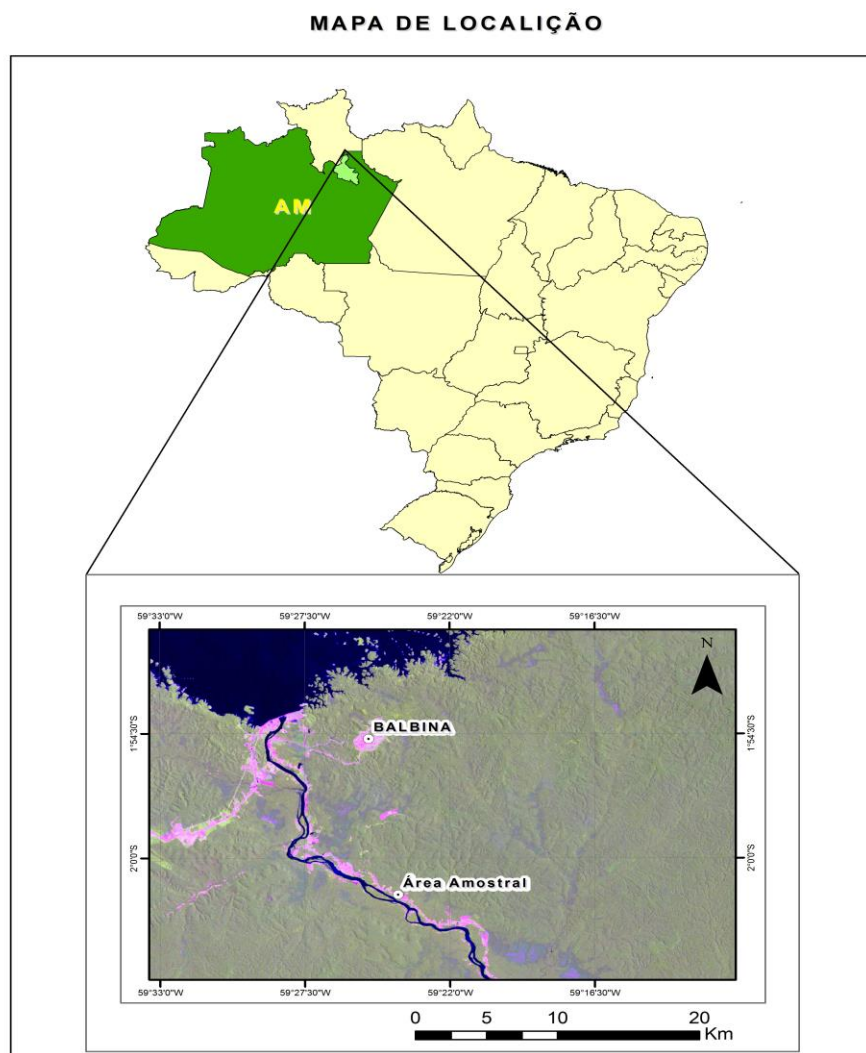 MAPA DE LOCALIÇÃO
AM
59°33'0"W 59°27'30"W 59°22'0"W 59°16'30"W
N
BALBINA
1°54'30"S 1°54'30"S
2°0'0"S 2°0'0"S
Área Amostral
59°33'0"W 59°27'30"W 59°22'0"W 59°16'30"W
0 5 10 20
Km